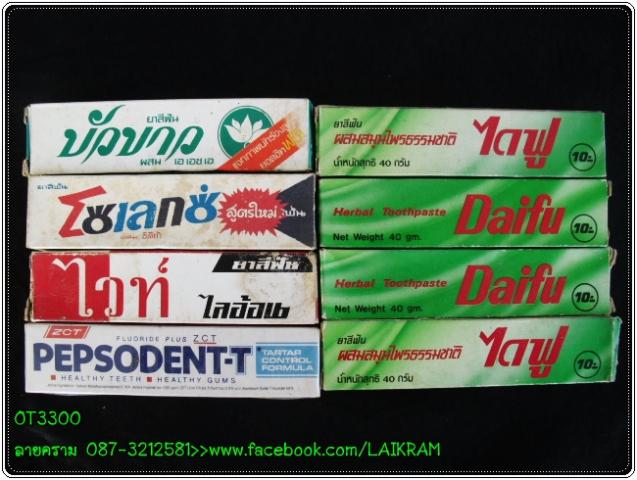 ยาสีฟัน
บัวขาว
ผสม เอ เอช เอ
ยาสีฟัน
โซเลกซ์
สูตรใหม่
ยาสีฟัน
ไวท์
ไลอ้อน
ZCT
FLUORIDE PLUS ZCT
PEPSODENT-T
HEALTHY TEETH HEALTHY GUMS
TARTAR
CONTROL
FORMULA
ยาสีฟัน
ผสมสมุนไพรธรรมชาติ
ไดฟู
น้ำหนักสุทธิ 40 กรัม
10.-
Herbal Toothpaste
Daifu
Net Weight 40 gm.
10.-
Herbal Toothpaste
Daifu
Net Weight 40 gm.
10.-
ยาสีฟัน
ผสมสมุนไพรธรรมชาติ
ไดฟู
น้ำหนักสุทธิ 40 กรัม
10.-
OT3300
ลายคราม 087-3212581>>www.facebook.com/LAIKRAM